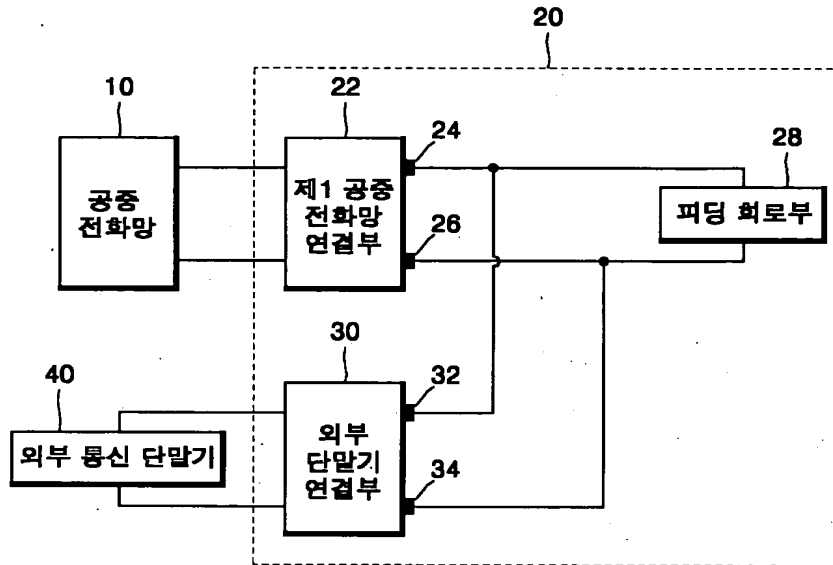 20
10
22
24
28
공중
전화망
제1 공중
전화망
연결부
피딩 회로부
26
30
32
40
외부 통신 단말기
외부
단말기
연결부
34